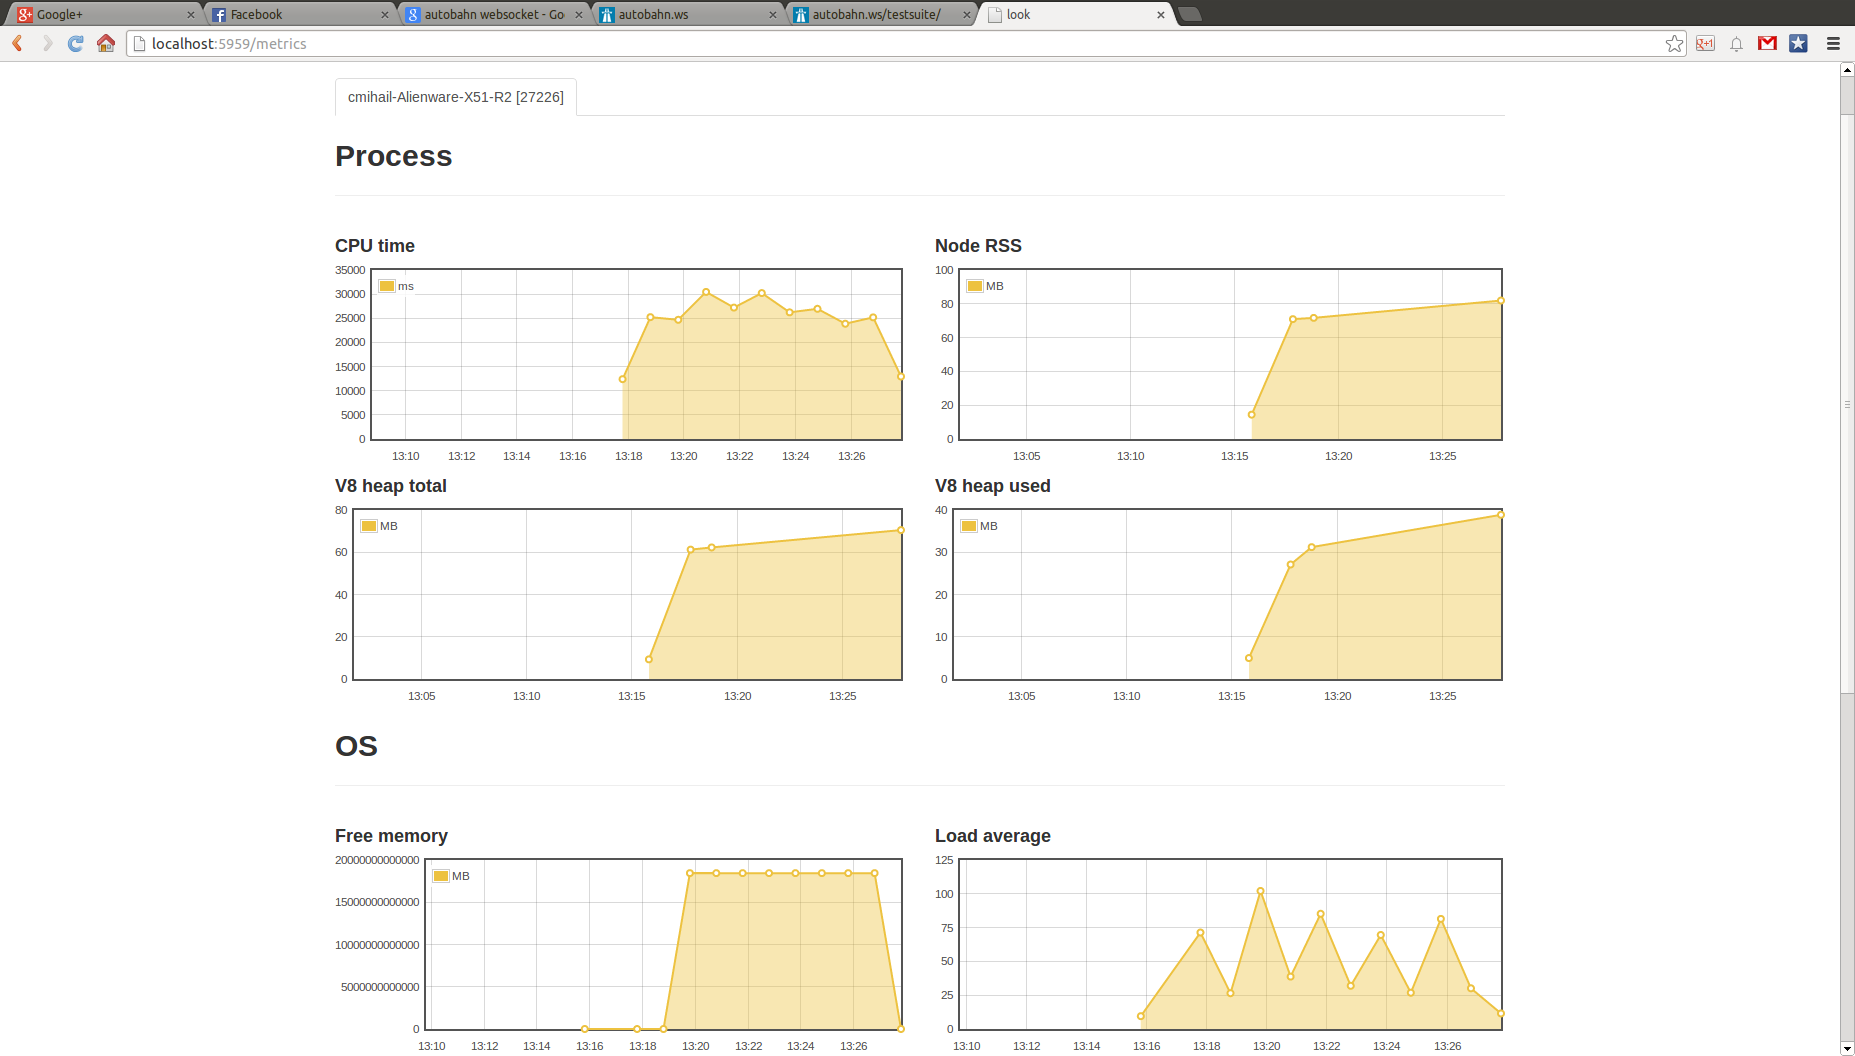 Google+ Facebook autobahn websocket - Go autobahn.ws autobahn.ws/testsuite/ look
localhost:5959/metrics
cmihail-Alienware-X51-R2 [27226]
Process
CPU time
35000
30000
25000
20000
15000
10000
5000
0
ms
13:10 13:12 13:14 13:16 13:18 13:20 13:22 13:24 13:26
Node RSS
100
80
60
40
20
0
MB
13:05 13:10 13:15 13:20 13:25
V8 heap total
80
60
40
20
0
MB
13:05 13:10 13:15 13:20 13:25
V8 heap used
40
30
20
10
0
MB
13:05 13:10 13:15 13:20 13:25
OS
Free memory
20000000000000
15000000000000
10000000000000
5000000000000
0
MB
13:10 13:12 13:14 13:16 13:18 13:20 13:22 13:24 13:26
Load average
125
100
75
50
25
0
13:10 13:12 13:14 13:16 13:18 13:20 13:22 13:24 13:26